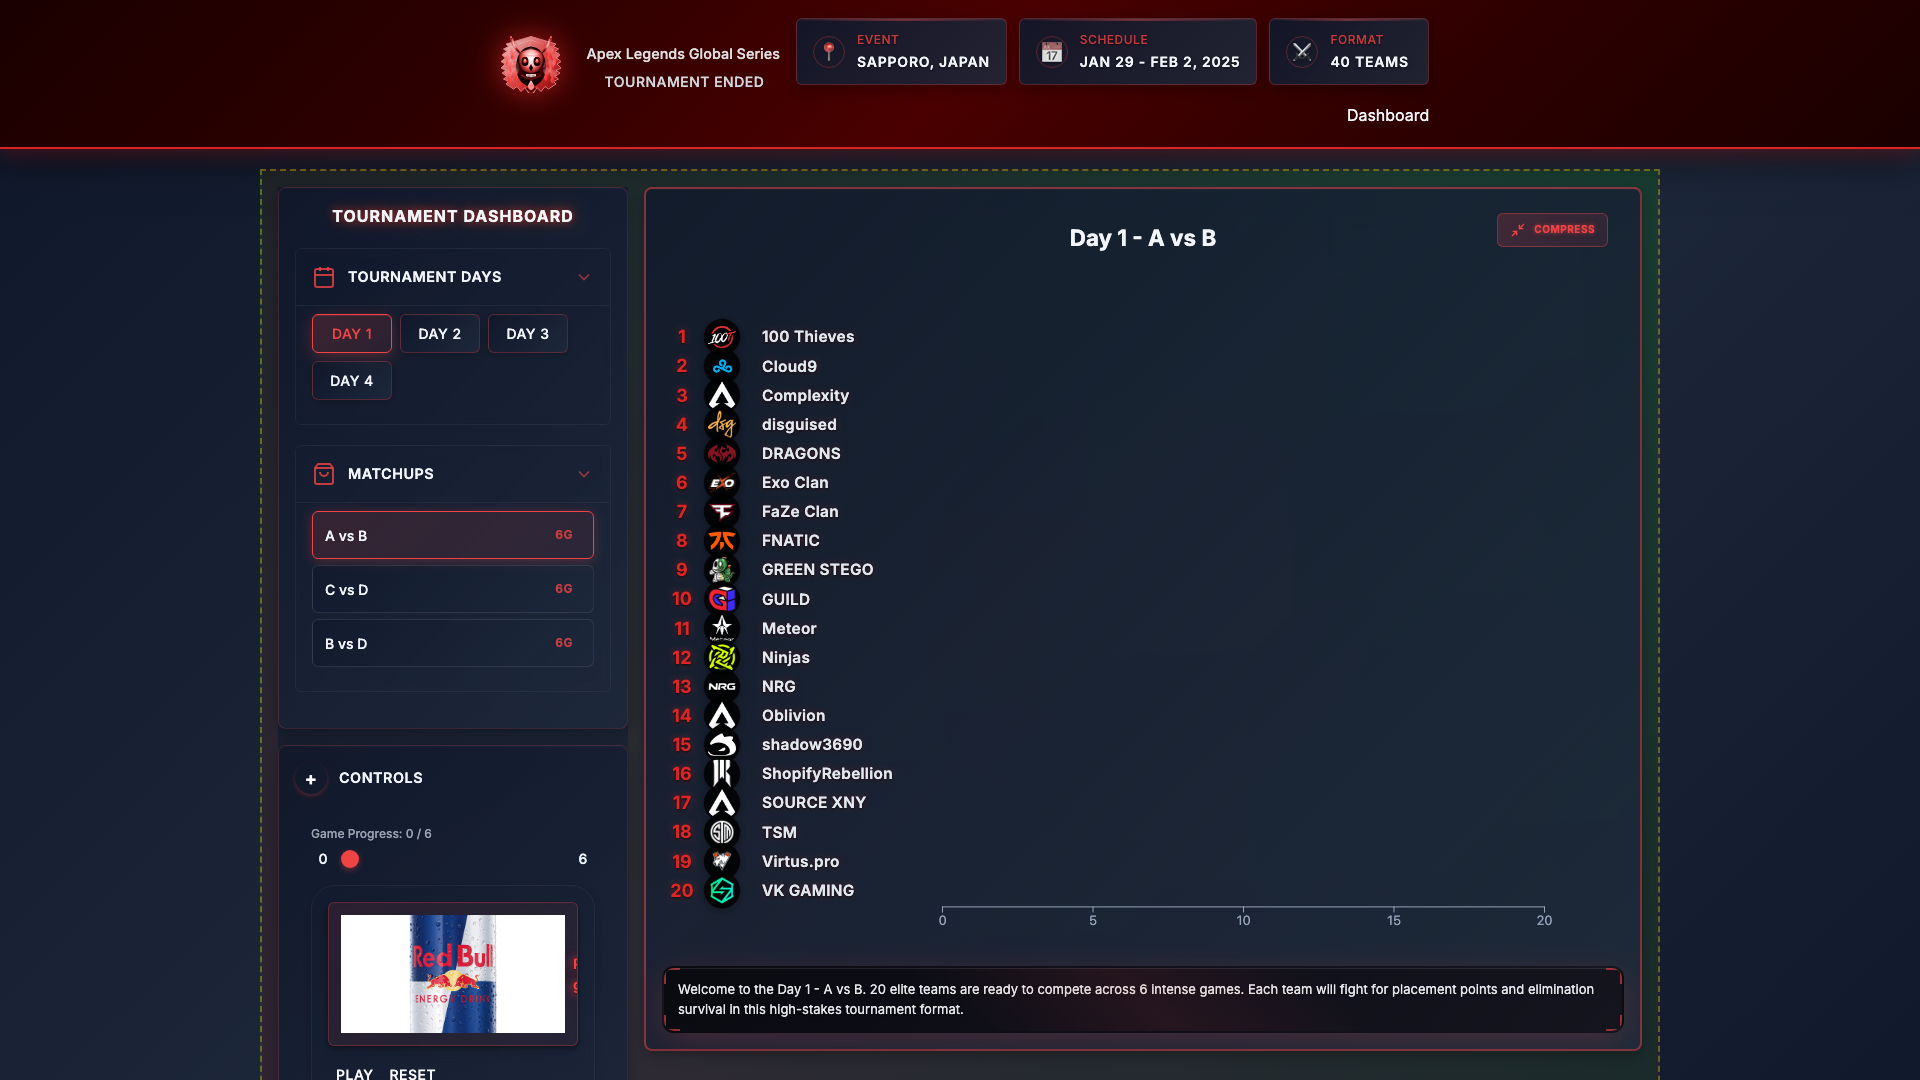 Apex Legends Global Series
TOURNAMENT ENDED
EVENT
SAPPORO, JAPAN
SCHEDULE
JAN 29 - FEB 2, 2025
FORMAT
40 TEAMS
Dashboard
TOURNAMENT DASHBOARD
TOURNAMENT DAYS
DAY 1
DAY 2
DAY 3
DAY 4
MATCHUPS
A vs B 6G
C vs D 6G
B vs D 6G
+ CONTROLS
Game Progress: 0 / 6
0 6
Red Bull
ENERGY DRINK
PLAY RESET
Day 1 - A vs B
COMPRESS
1 100 Thieves
2 Cloud9
3 Complexity
4 dsg disguised
5 DRAGONS
6 EXO Exo Clan
7 FaZe Clan
8 FNATIC
9 GREEN STEGO
10 GUILD
11 Meteor
12 Ninjas
13 NRG NRG
14 Oblivion
15 shadow3690
16 ShopifyRebellion
17 SOURCE XNY
18 TSM
19 Virtus.pro
20 VK GAMING
0 5 10 15 20
Welcome to the Day 1 - A vs B. 20 elite teams are ready to compete across 6 intense games. Each team will fight for placement points and elimination
survival in this high-stakes tournament format.